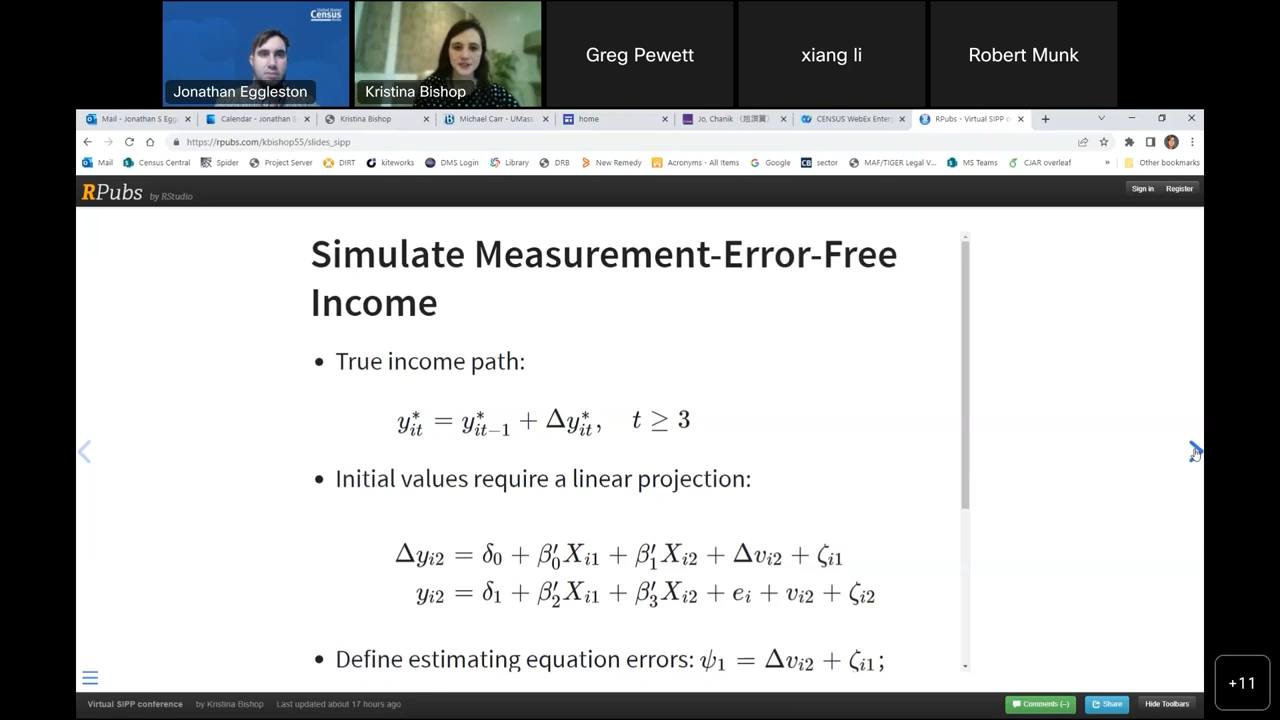 United States®
Census
Bureau
Jonathan Eggleston
Kristina Bishop
Greg Pewett
xiang li
Robert Munk
Mail - Jonathan S Egg
Calendar - Jonathan S
Kristina Bishop
Michael Carr - UMass
home
Jo, Chanik
CENSUS WebEx Enter
RPubs - Virtual SIPP c
https://rpubs.com/kbishop55/slides_sipp
Mail
Census Central
Spider
Project Server
DIRT
kiteworks
DMS Login
Library
DRB
New Remedy
Acronyms - All Items
Google
sector
MAF/TIGER Legal V...
MS Teams
CJAR overleaf
»
Other bookmarks
RPubs by RStudio
Sign in
Register
Simulate Measurement-Error-Free
Income
• True income path:
y*ᵢₜ = y*ᵢₜ₋₁ + Δy*ᵢₜ, t ≥ 3
• Initial values require a linear projection:
Δyᵢ₂ = δ₀ + β′₀Xᵢ₁ + β′₁Xᵢ₂ + Δvᵢ₂ + ζᵢ₁
yᵢ₂ = δ₁ + β′₂Xᵢ₁ + β′₃Xᵢ₂ + eᵢ + vᵢ₂ + ζᵢ₂
• Define estimating equation errors: ψ₁ = Δvᵢ₂ + ζᵢ₁;
+11
Virtual SIPP conference
by Kristina Bishop
Last updated about 17 hours ago
Comments (–)
Share
Hide Toolbars